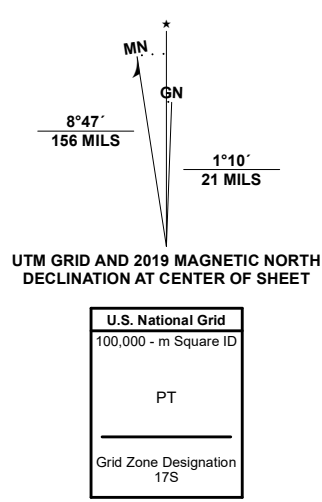 MN
GN
8°47´
156 MILS
1°10´
21 MILS
UTM GRID AND 2019 MAGNETIC NORTH
DECLINATION AT CENTER OF SHEET
U.S. National Grid
100,000 - m Square ID
PT
Grid Zone Designation
17S